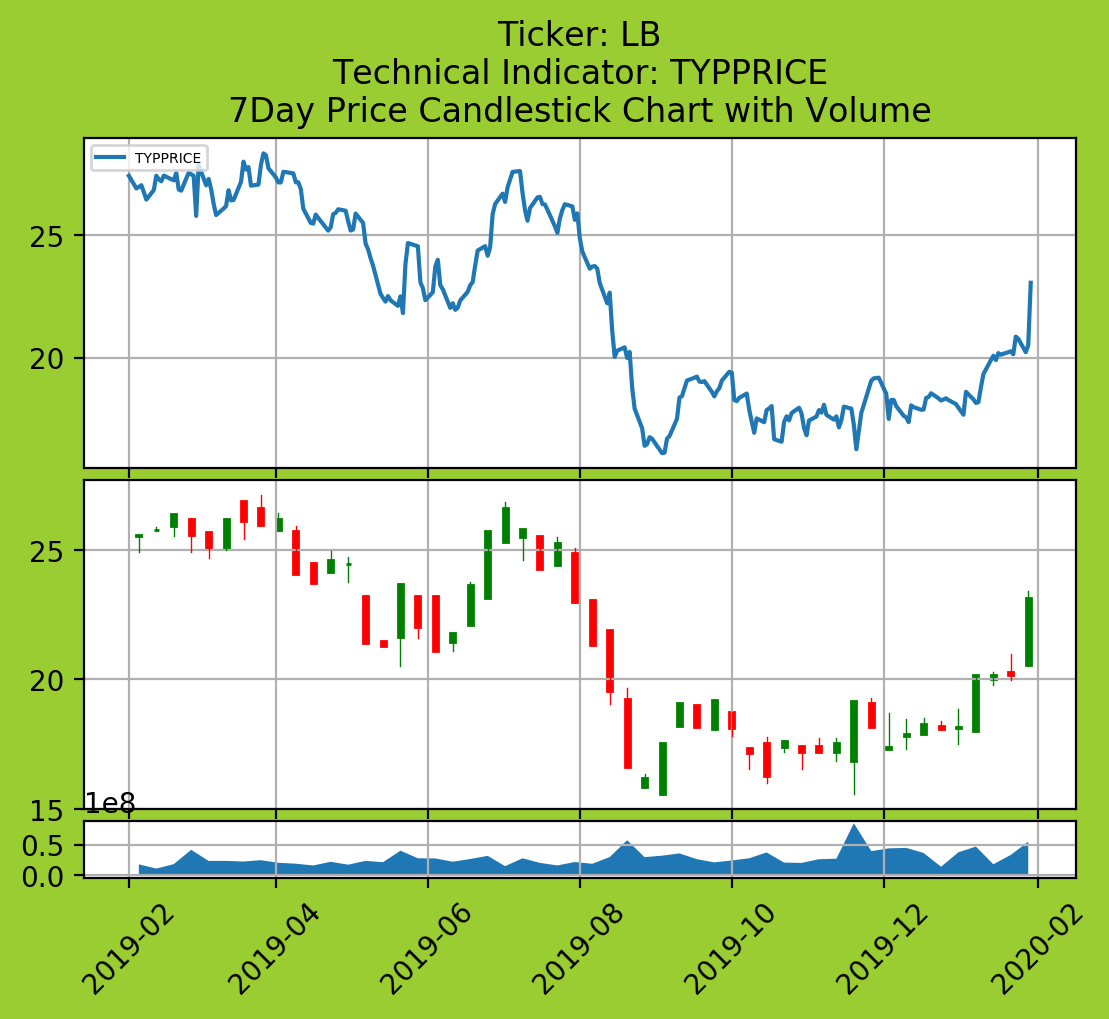 Ticker: LB
Technical Indicator: TYPPRICE
7Day Price Candlestick Chart with Volume
TYPPRICE
25
20
25
20
15
1e8
0.5
0.0
2019-02
2019-04
2019-06
2019-08
2019-10
2019-12
2020-02